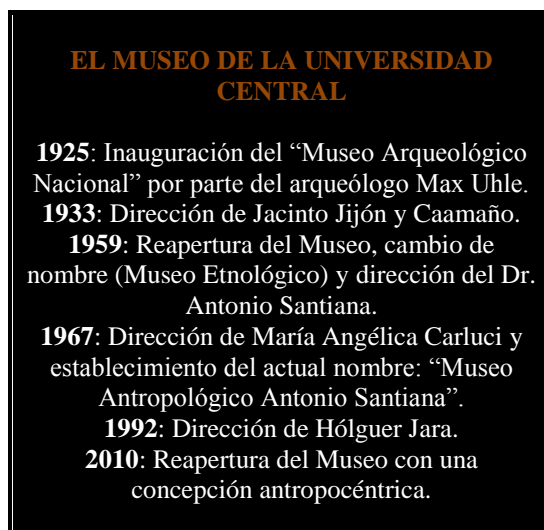 EL MUSEO DE LA UNIVERSIDAD
CENTRAL
1925: Inauguración del “Museo Arqueológico
Nacional” por parte del arqueólogo Max Uhle.
1933: Dirección de Jacinto Jijón y Caamaño.
1959: Reapertura del Museo, cambio de
nombre (Museo Etnológico) y dirección del Dr.
Antonio Santiana.
1967: Dirección de María Angélica Carluci y
establecimiento del actual nombre: “Museo
Antropológico Antonio Santiana”.
1992: Dirección de Hólguer Jara.
2010: Reapertura del Museo con una
concepción antropocéntrica.